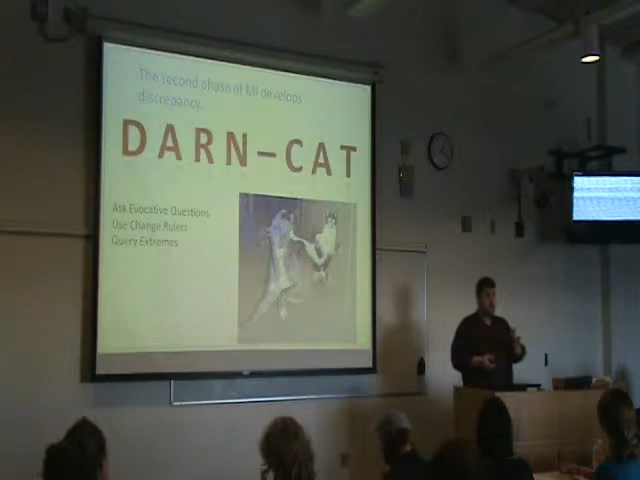 The second phase of MI develops
discrepancy.
DARN–CAT
Ask Evocative Questions
Use Change Rulers
Query Extremes